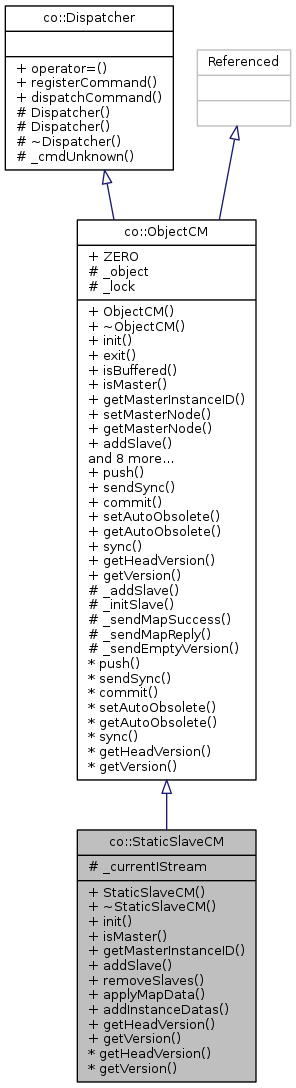 co::Dispatcher
+ operator=()
+ registerCommand()
+ dispatchCommand()
# Dispatcher()
# Dispatcher()
# ~Dispatcher()
# _cmdUnknown()
Referenced
co::ObjectCM
+ ZERO
# _object
# _lock
+ ObjectCM()
+ ~ObjectCM()
+ init()
+ exit()
+ isBuffered()
+ isMaster()
+ getMasterInstanceID()
+ setMasterNode()
+ getMasterNode()
+ addSlave()
and 8 more...
+ push()
+ sendSync()
+ commit()
+ setAutoObsolete()
+ getAutoObsolete()
+ sync()
+ getHeadVersion()
+ getVersion()
# _addSlave()
# _initSlave()
# _sendMapSuccess()
# _sendMapReply()
# _sendEmptyVersion()
* push()
* sendSync()
* commit()
* setAutoObsolete()
* getAutoObsolete()
* sync()
* getHeadVersion()
* getVersion()
co::StaticSlaveCM
# _currentIStream
+ StaticSlaveCM()
+ ~StaticSlaveCM()
+ init()
+ isMaster()
+ getMasterInstanceID()
+ addSlave()
+ removeSlaves()
+ applyMapData()
+ addInstanceDatas()
+ getHeadVersion()
+ getVersion()
* getHeadVersion()
* getVersion()